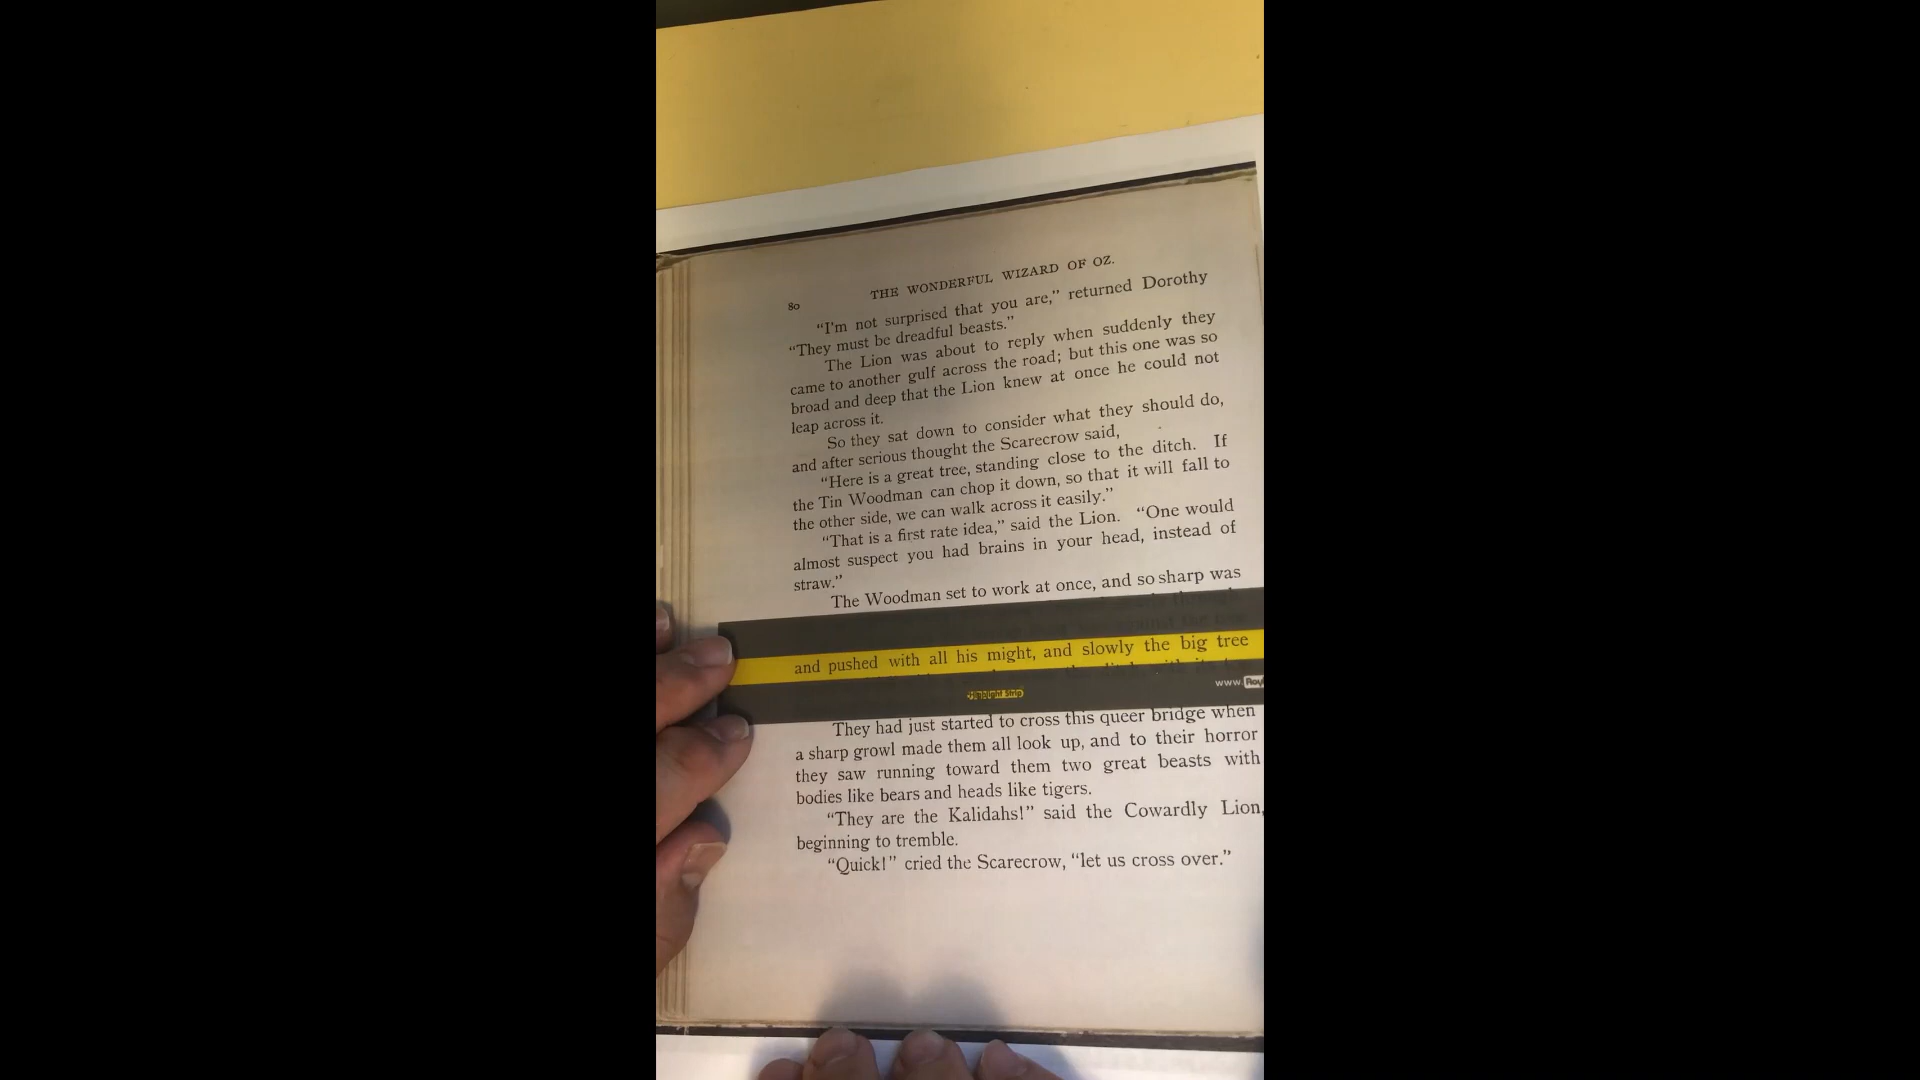 80
THE WONDERFUL WIZARD OF OZ.
“I'm not surprised that you are,” returned Dorothy
“They must be dreadful beasts.”
The Lion was about to reply when suddenly they
came to another gulf across the road; but this one was so
broad and deep that the Lion knew at once he could not
leap across it.
So they sat down to consider what they should do,
and after serious thought the Scarecrow said,
“Here is a great tree, standing close to the ditch. If
the Tin Woodman can chop it down, so that it will fall to
the other side, we can walk across it easily.”
“That is a first rate idea,” said the Lion. “One would
almost suspect you had brains in your head, instead of
straw.”
The Woodman set to work at once, and so sharp was
and pushed with all his might, and slowly the big tree
Highlight Strip
www.
They had just started to cross this queer bridge when
a sharp growl made them all look up, and to their horror
they saw running toward them two great beasts with
bodies like bears and heads like tigers.
“They are the Kalidahs!” said the Cowardly Lion,
beginning to tremble.
“Quick!” cried the Scarecrow, “let us cross over.”